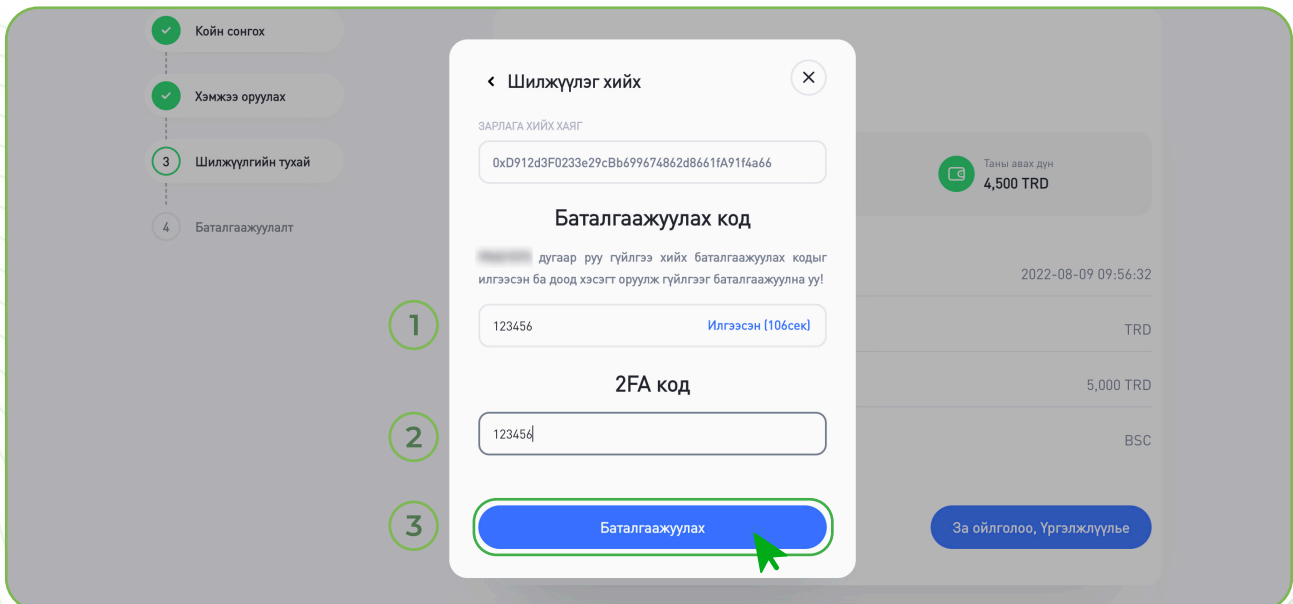 Койн сонгох
Хэмжээ оруулах
3 Шилжүүлгийн тухай
4 Баталгаажуулалт
Шилжүүлэг хийх
ЗАРЛАГА ХИЙХ ХАЯГ
0xD912d3F0233e29cBb699674862d8661fA91f4a66
Баталгаажуулах код
дугаар руу гүйлгээ хийх баталгаажуулах кодыг
илгээсэн ба доод хэсэгт оруулж гүйлгээг баталгаажуулна уу!
1
123456 Илгээсэн (106сек)
2FA код
2
123456
3
Баталгаажуулах
Таны авах дүн
4,500 TRD
2022-08-09 09:56:32
TRD
5,000 TRD
BSC
За ойлголоо, Үргэлжлүүлье